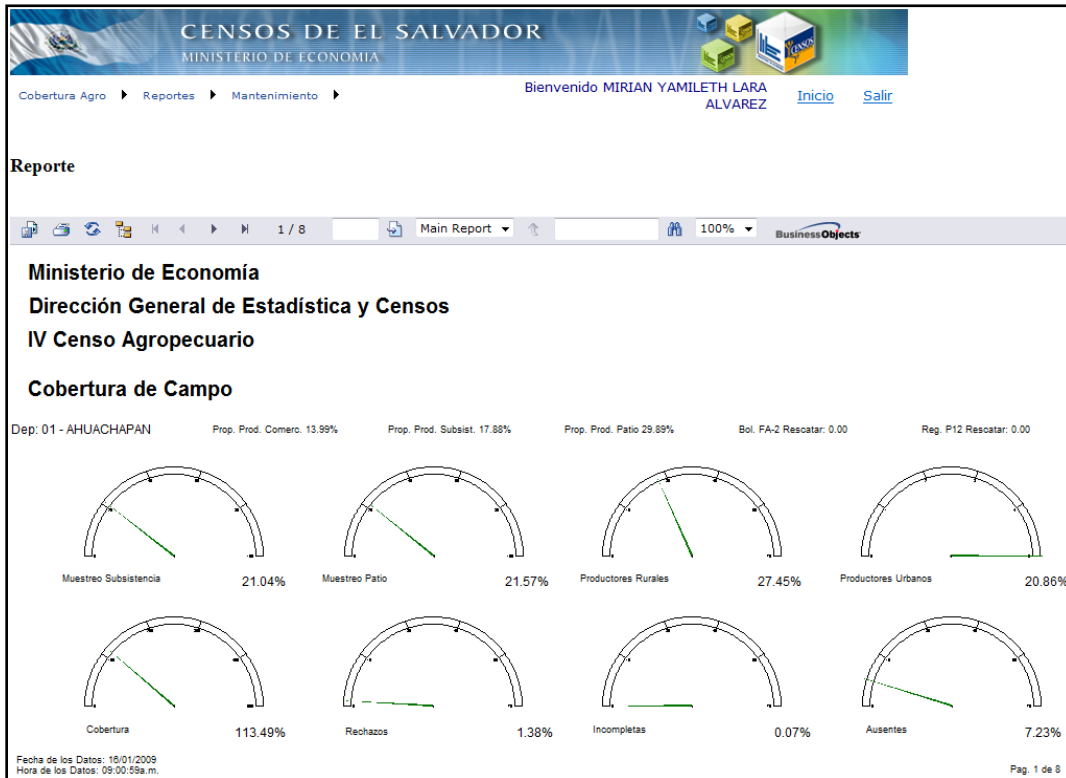 CENSOS DE EL SALVADOR
MINISTERIO DE ECONOMIA
CENSOS
Cobertura Agro Reportes Mantenimiento Bienvenido MIRIAN YAMILETH LARA ALVAREZ Inicio Salir
Reporte
1 / 8 Main Report 100% BusinessObjects
Ministerio de Economía
Dirección General de Estadística y Censos
IV Censo Agropecuario
Cobertura de Campo
Dep: 01 - AHUACHAPAN Prop. Prod. Comerc. 13.99% Prop. Prod. Subsist. 17.88% Prop. Prod. Patio 29.89% Bol. FA-2 Rescatar: 0.00 Reg. P12 Rescatar: 0.00
Muestreo Subsistencia 21.04% Muestreo Patio 21.57% Productores Rurales 27.45% Productores Urbanos 20.86%
Cobertura 113.49% Rechazos 1.38% Incompletas 0.07% Ausentes 7.23%
Fecha de los Datos: 16/01/2009
Hora de los Datos: 09:00:59a.m. Pag. 1 de 8